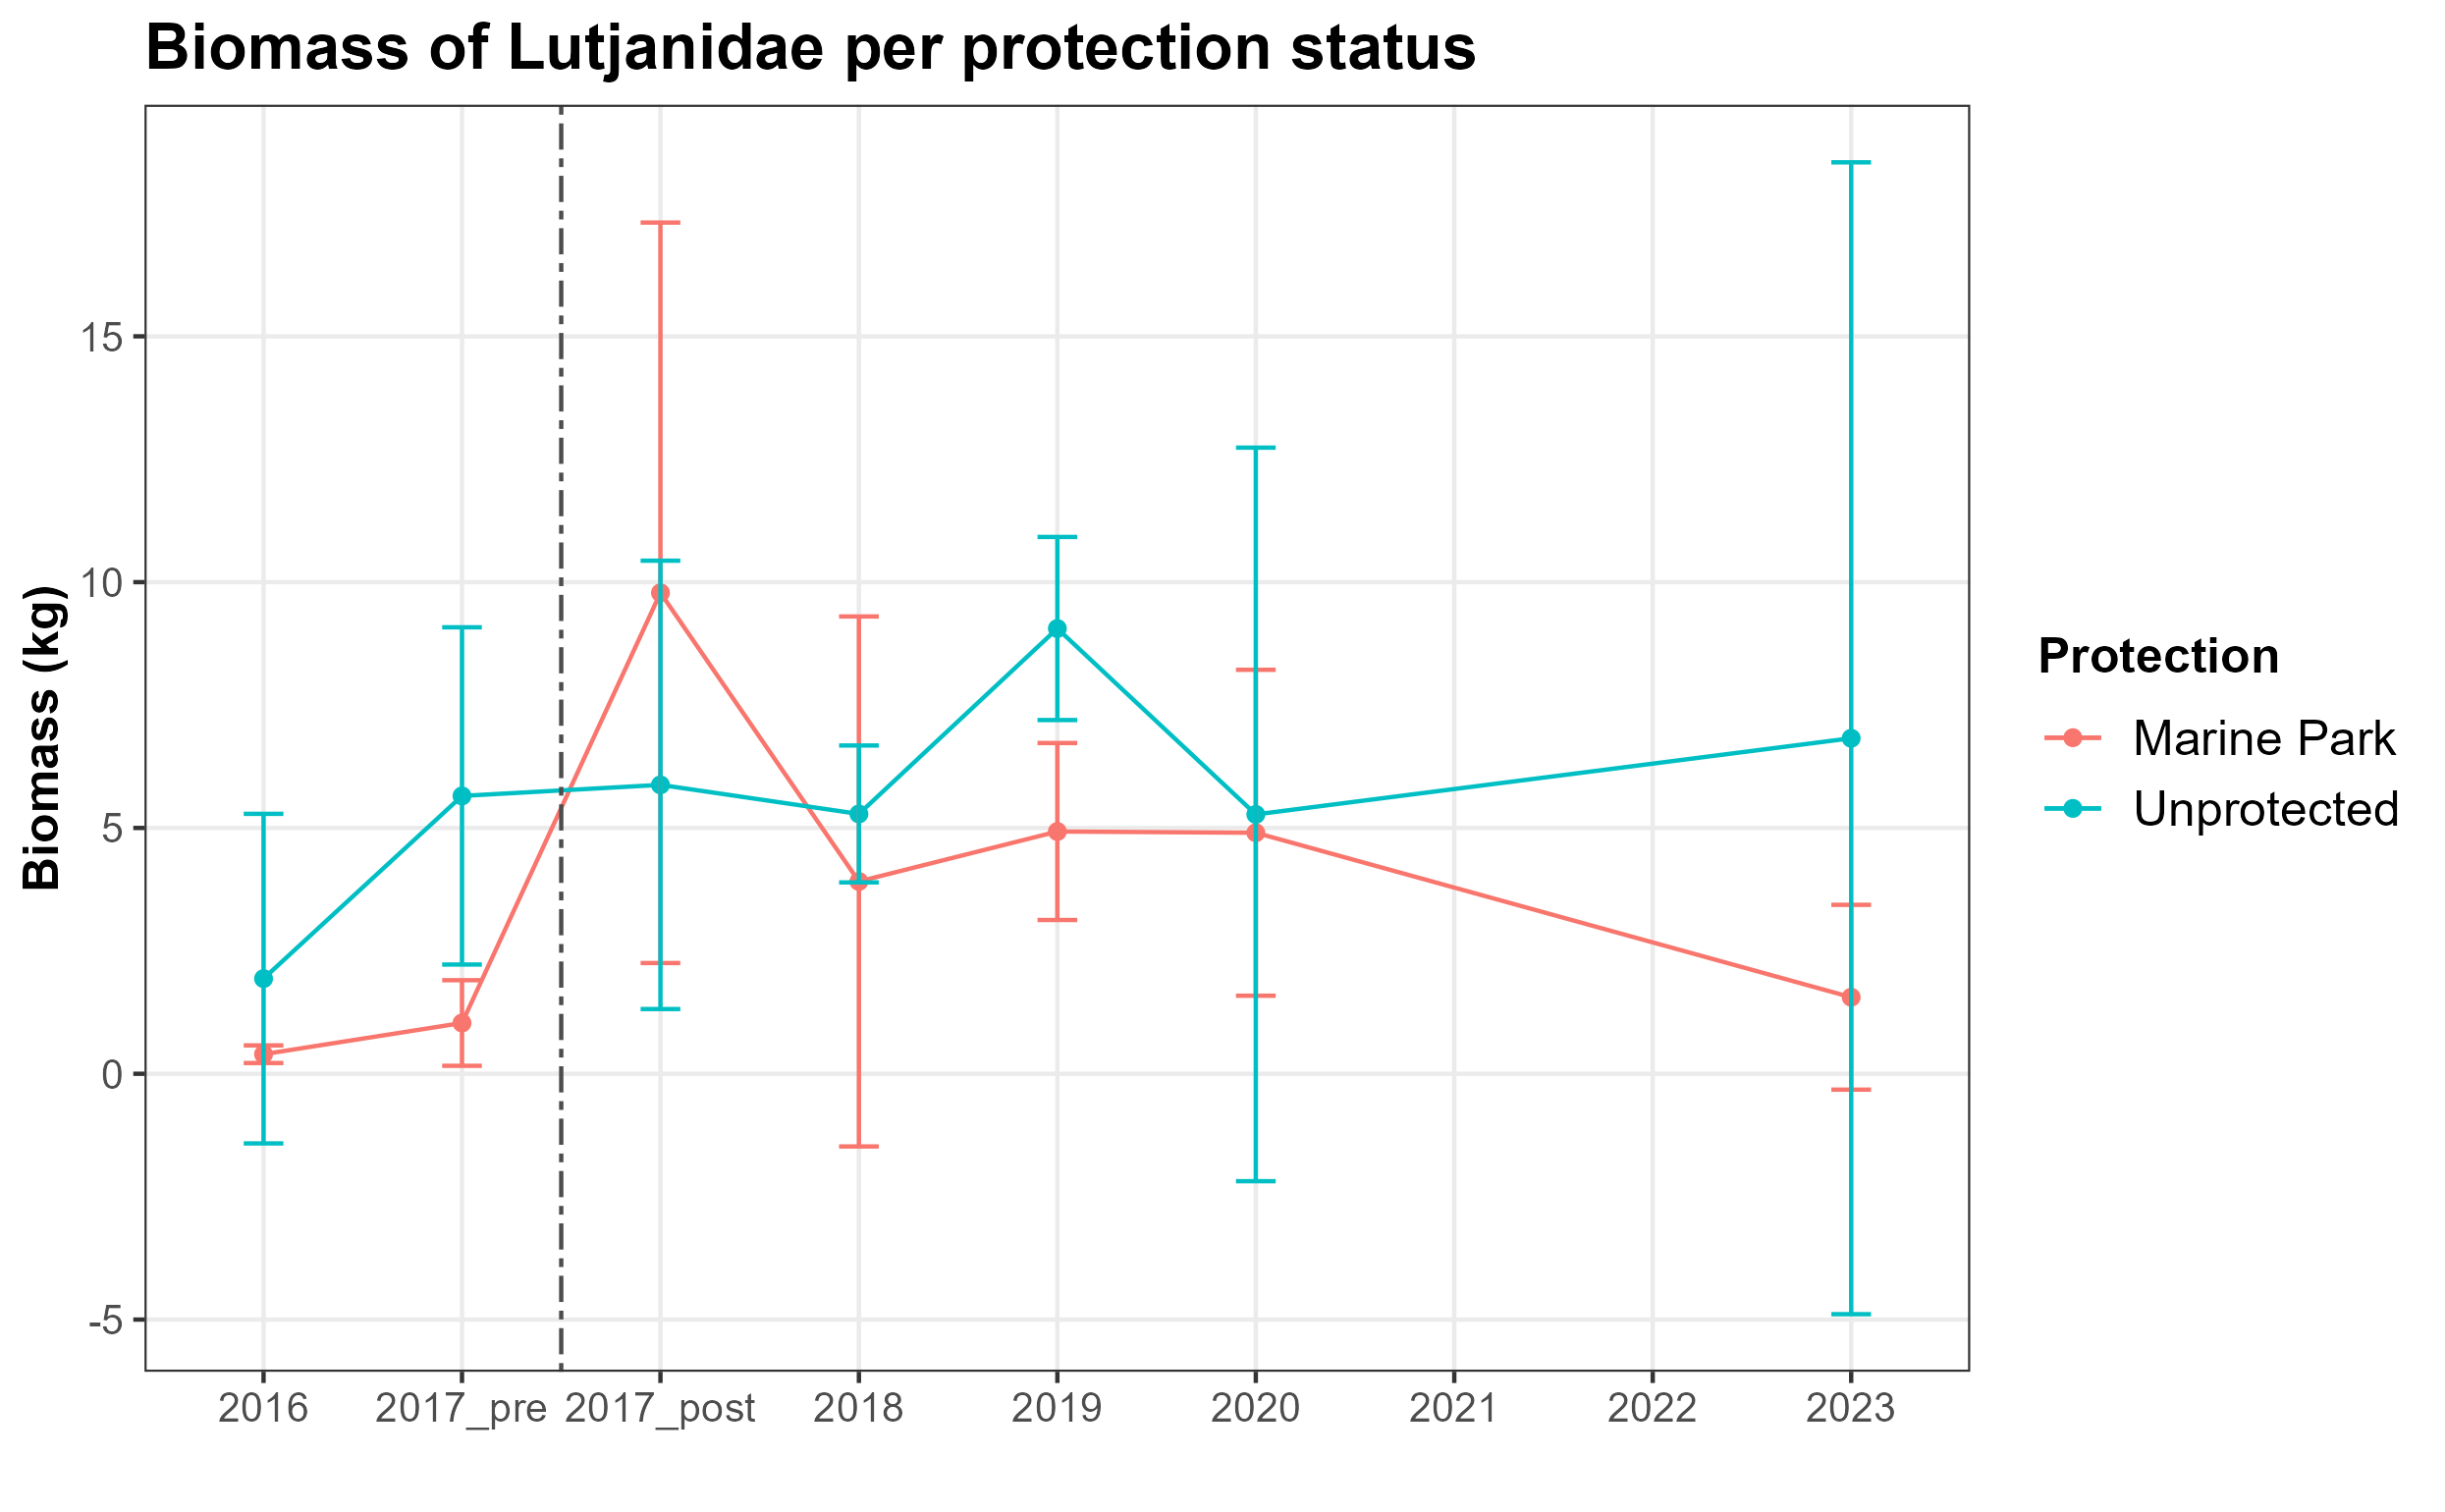 Biomass of Lutjanidae per protection status
Biomass (kg)
15
10
5
0
-5
2016
2017_pre
2017_post
2018
2019
2020
2021
2022
2023
Protection
Marine Park
Unprotected